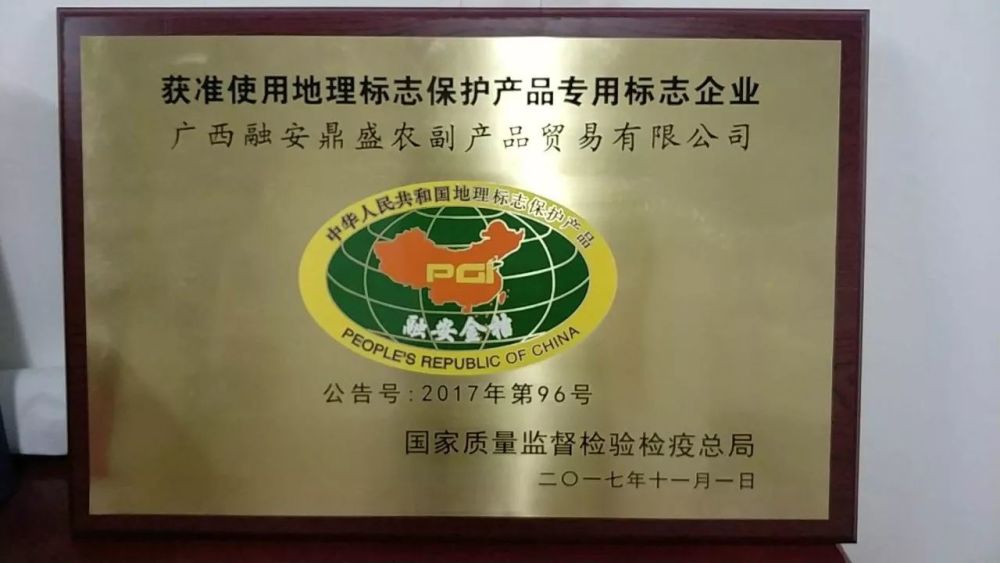 获准使用地理标志保护产品专用标志企业
广西融安鼎盛农副产品贸易有限公司
中华人民共和国地理标志保护产品
PGI
融安金桔
PEOPLE'S REPUBLIC OF CHINA
公告号:2017年第96号
国家质量监督检验检疫总局
二〇一七年十一月一日